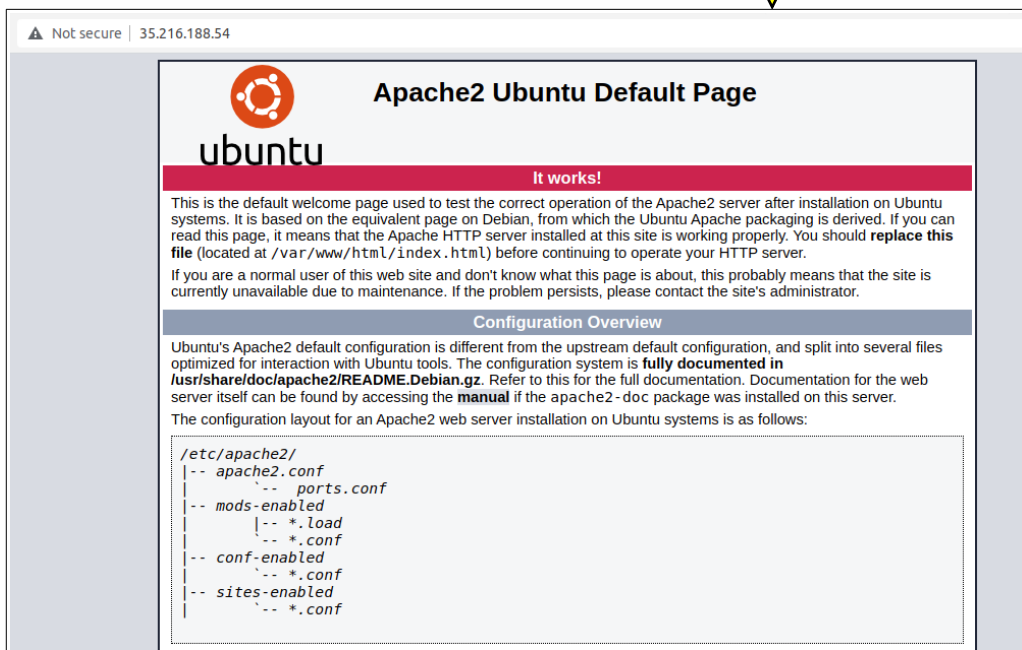 Not secure | 35.216.188.54
Apache2 Ubuntu Default Page
ubuntu
It works!
This is the default welcome page used to test the correct operation of the Apache2 server after installation on Ubuntu
systems. It is based on the equivalent page on Debian, from which the Ubuntu Apache packaging is derived. If you can
read this page, it means that the Apache HTTP server installed at this site is working properly. You should replace this
file (located at /var/www/html/index.html) before continuing to operate your HTTP server.
If you are a normal user of this web site and don't know what this page is about, this probably means that the site is
currently unavailable due to maintenance. If the problem persists, please contact the site's administrator.
Configuration Overview
Ubuntu's Apache2 default configuration is different from the upstream default configuration, and split into several files
optimized for interaction with Ubuntu tools. The configuration system is fully documented in
/usr/share/doc/apache2/README.Debian.gz. Refer to this for the full documentation. Documentation for the web
server itself can be found by accessing the manual if the apache2-doc package was installed on this server.
The configuration layout for an Apache2 web server installation on Ubuntu systems is as follows:
/etc/apache2/
|-- apache2.conf
|       `--  ports.conf
|-- mods-enabled
|       |-- *.load
|       `-- *.conf
|-- conf-enabled
|       `-- *.conf
|-- sites-enabled
|       `-- *.conf